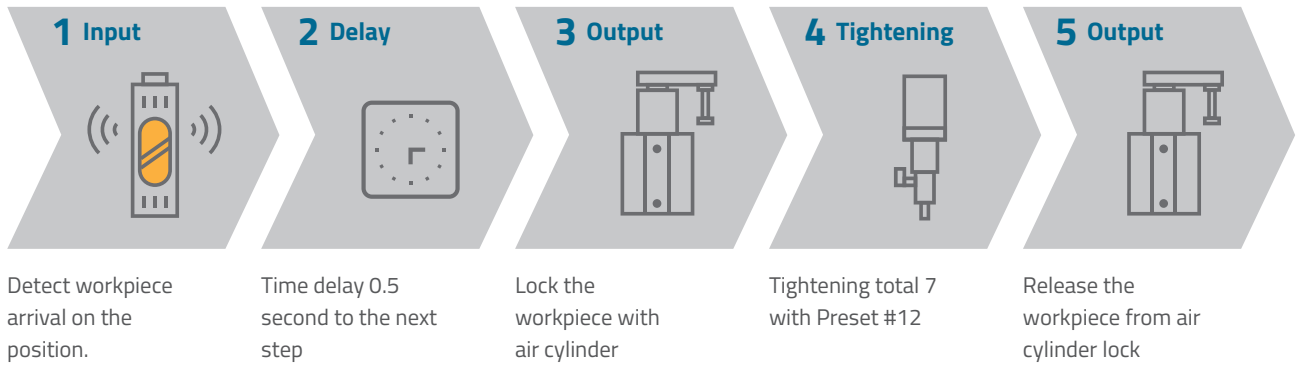 1 Input
2 Delay
3 Output
4 Tightening
5 Output
Detect workpiece
arrival on the
position.
Time delay 0.5
second to the next
step
Lock the
workpiece with
air cylinder
Tightening total 7
with Preset #12
Release the
workpiece from air
cylinder lock